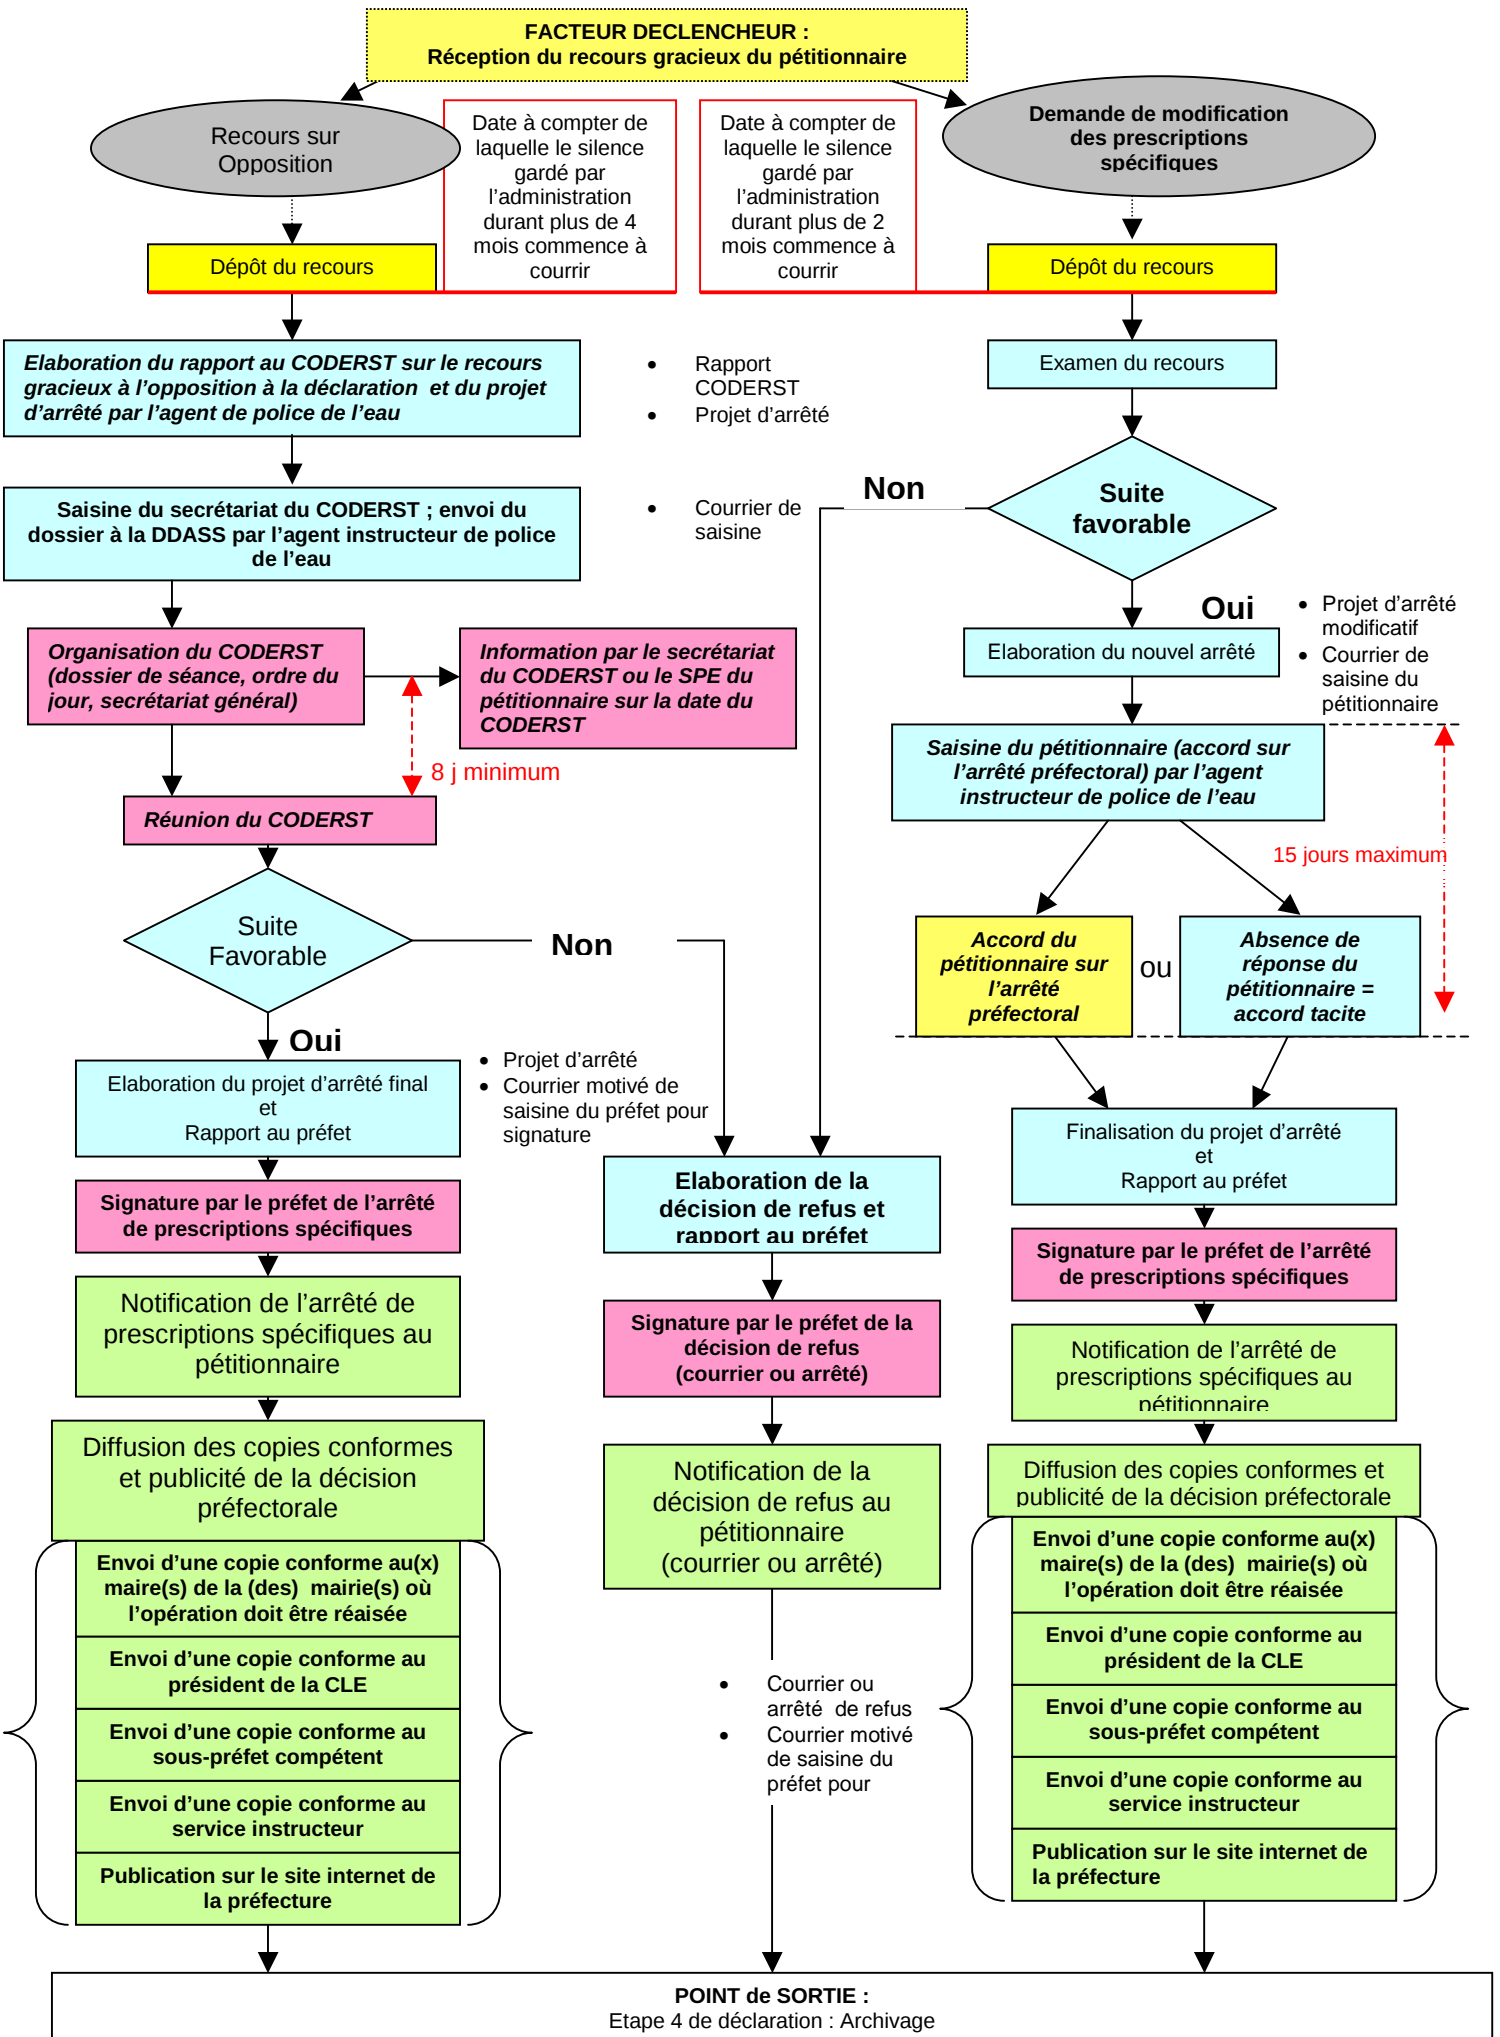 FACTEUR DECLENCHEUR :
Réception du recours gracieux du pétitionnaire
Recours sur
Opposition
Date à compter de
laquelle le silence
gardé par
l’administration
durant plus de 4
mois commence à
courrir
Date à compter de
laquelle le silence
gardé par
l’administration
durant plus de 2
mois commence à
courrir
Demande de modification
des prescriptions
spécifiques
Dépôt du recours
Dépôt du recours
Elaboration du rapport au CODERST sur le recours
gracieux à l’opposition à la déclaration et du projet
d’arrêté par l’agent de police de l’eau
• Rapport
CODERST
• Projet d’arrêté
Examen du recours
Saisine du secrétariat du CODERST ; envoi du
dossier à la DDASS par l’agent instructeur de police
de l’eau
• Courrier de
saisine
Non
Suite
favorable
Oui
• Projet d’arrêté
modificatif
• Courrier de
saisine du
pétitionnaire
Organisation du CODERST
(dossier de séance, ordre du
jour, secrétariat général)
Information par le secrétariat
du CODERST ou le SPE du
pétitionnaire sur la date du
CODERST
Elaboration du nouvel arrêté
8 j minimum
Saisine du pétitionnaire (accord sur
l’arrêté préfectoral) par l’agent
instructeur de police de l’eau
Réunion du CODERST
15 jours maximum
Suite
Favorable
Non
Accord du
pétitionnaire sur
l’arrêté
préfectoral
ou
Absence de
réponse du
pétitionnaire =
accord tacite
Oui
Elaboration du projet d’arrêté final
et
Rapport au préfet
• Projet d’arrêté
• Courrier motivé de
saisine du préfet pour
signature
Finalisation du projet d’arrêté
et
Rapport au préfet
Elaboration de la
décision de refus et
rapport au préfet
Signature par le préfet de l’arrêté
de prescriptions spécifiques
Signature par le préfet de l’arrêté
de prescriptions spécifiques
Notification de l’arrêté de
prescriptions spécifiques au
pétitionnaire
Signature par le préfet de la
décision de refus
(courrier ou arrêté)
Notification de l’arrêté de
prescriptions spécifiques au
pétitionnaire
Diffusion des copies conformes
et publicité de la décision
préfectorale
Notification de la
décision de refus au
pétitionnaire
(courrier ou arrêté)
Diffusion des copies conformes et
publicité de la décision préfectorale
Envoi d’une copie conforme au(x)
maire(s) de la (des) mairie(s) où
l’opération doit être réaisée
Envoi d’une copie conforme au
président de la CLE
Envoi d’une copie conforme au
sous-préfet compétent
Envoi d’une copie conforme au
service instructeur
Publication sur le site internet de
la préfecture
• Courrier ou
arrêté de refus
• Courrier motivé
de saisine du
préfet pour
Envoi d’une copie conforme au(x)
maire(s) de la (des) mairie(s) où
l’opération doit être réaisée
Envoi d’une copie conforme au
président de la CLE
Envoi d’une copie conforme au
sous-préfet compétent
Envoi d’une copie conforme au
service instructeur
Publication sur le site internet de
la préfecture
POINT de SORTIE :
Etape 4 de déclaration : Archivage